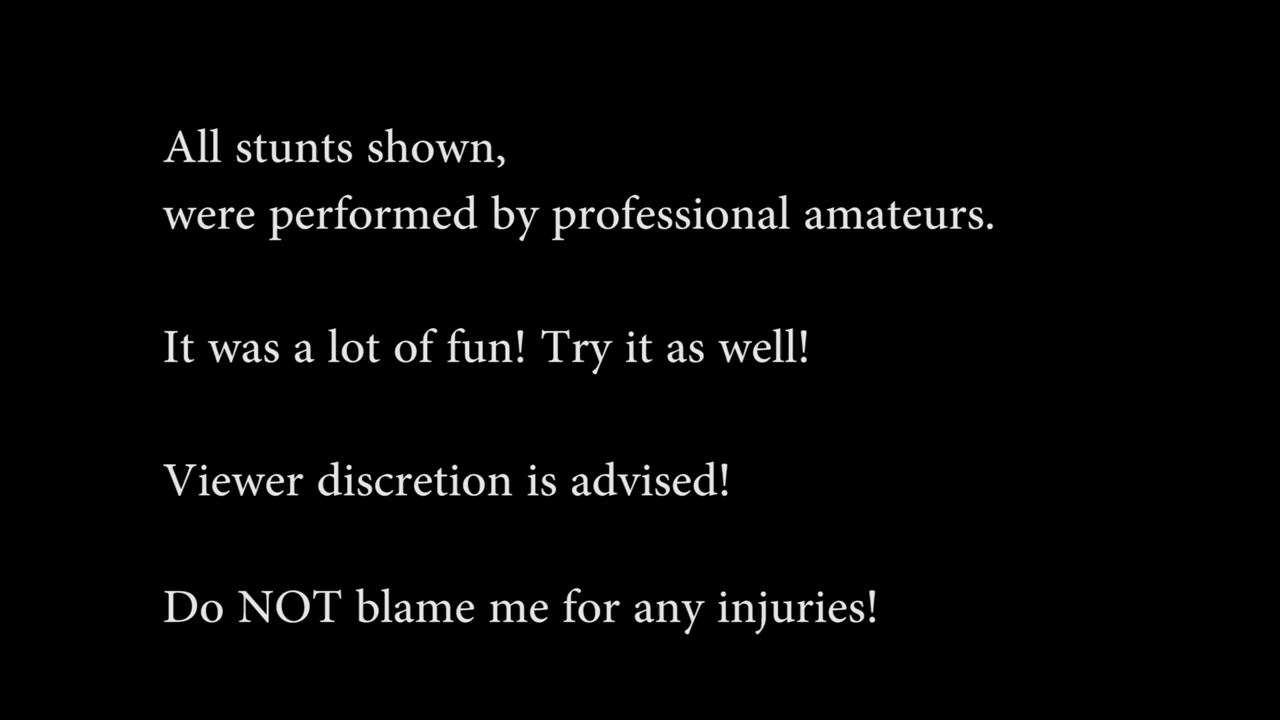 All stunts shown,
were performed by professional amateurs.
It was a lot of fun! Try it as well!
Viewer discretion is advised!
Do NOT blame me for any injuries!